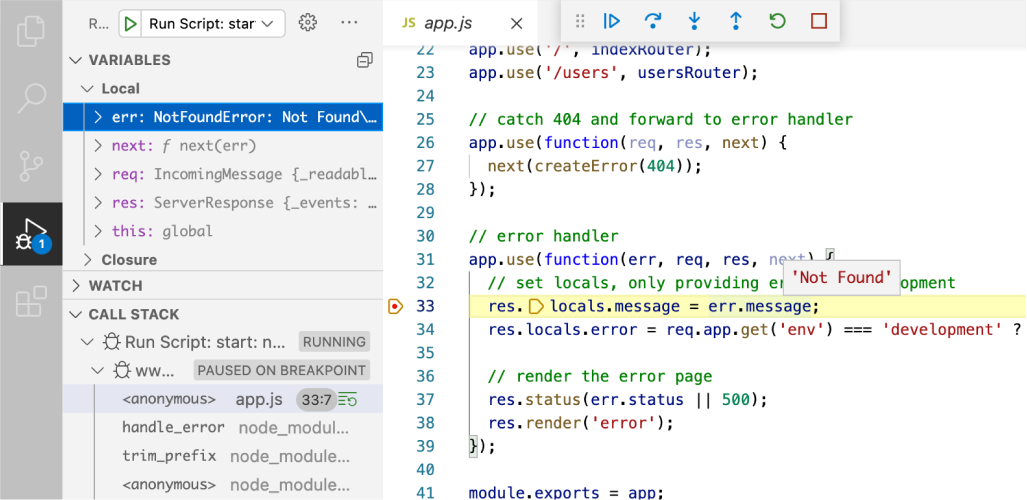 R... Run Script: star
VARIABLES
Local
err: NotFoundError: Not Found\...
next: ƒ next(err)
req: IncomingMessage {_readabl...
res: ServerResponse {_events: ...
this: global
Closure
WATCH
CALL STACK
Run Script: start: n... RUNNING
ww... PAUSED ON BREAKPOINT
<anonymous> app.js 33:7
handle_error node_modul...
trim_prefix node_module...
<anonymous> node_module...
1
JS app.js
22 app.use('/', indexRouter);
23 app.use('/users', usersRouter);
24
25 // catch 404 and forward to error handler
26 app.use(function(req, res, next) {
27 next(createError(404));
28 });
29
30 // error handler
31 app.use(function(err, req, res, next) {
'Not Found'
32 // set locals, only providing er opment
33 res. locals.message = err.message;
34 res.locals.error = req.app.get('env') === 'development' ?
35
36 // render the error page
37 res.status(err.status || 500);
38 res.render('error');
39 });
40
41 module.exports = app;